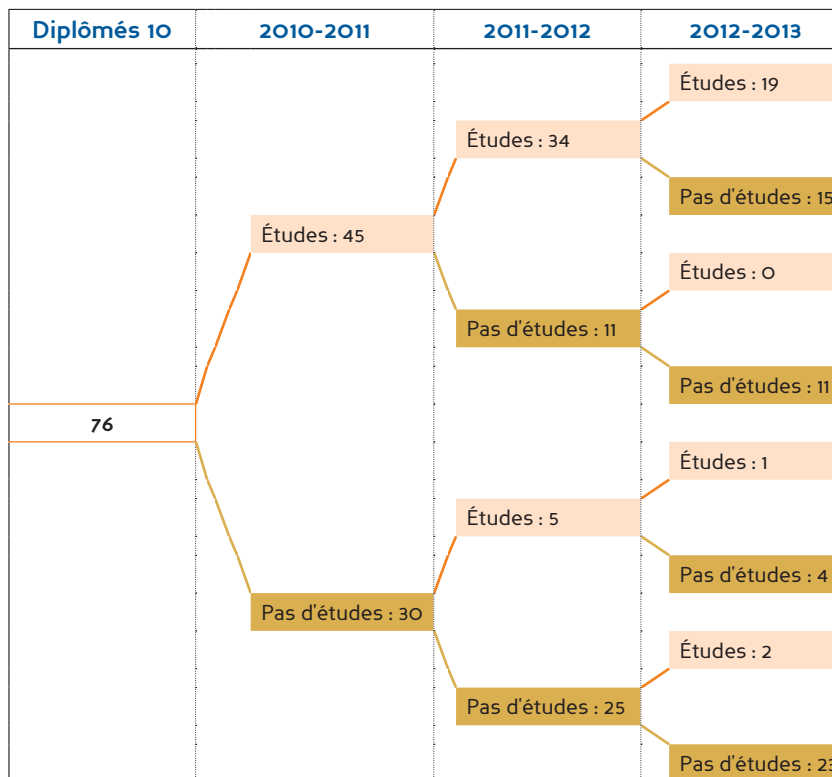 Diplômés 10 2010-2011 2011-2012 2012-2013
Études : 19
Études : 34
Pas d'études : 15
Études : 45
Études : 0
Pas d'études : 11
Pas d'études : 11
76
Études : 1
Études : 5
Pas d'études : 4
Pas d'études : 30
Études : 2
Pas d'études : 25
Pas d'études : 23